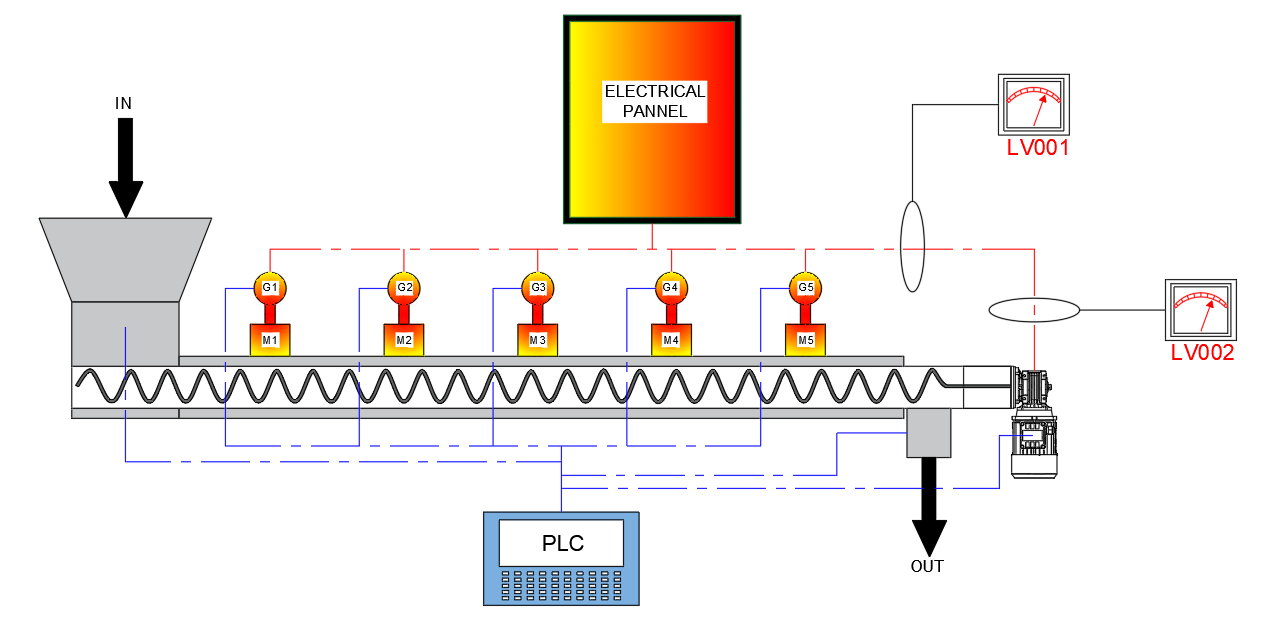 IN
ELECTRICAL
PANNEL
LV001
G1
G2
G3
G4
G5
M1
M2
M3
M4
M5
LV002
PLC
OUT